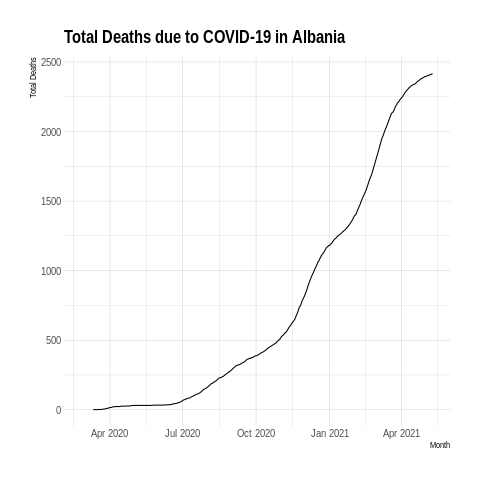 Total Deaths due to COVID-19 in Albania
Total Deaths
2500
2000
1500
1000
500
0
Apr 2020 Jul 2020 Oct 2020 Jan 2021 Apr 2021
Month